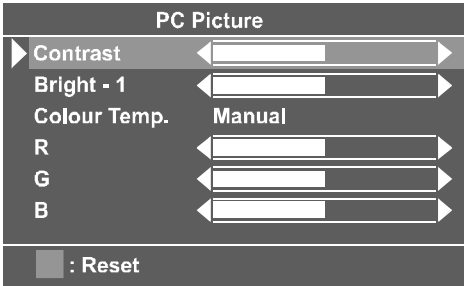 PC Picture
Contrast
Bright - 1
Colour Temp. Manual
R
G
B
: Reset